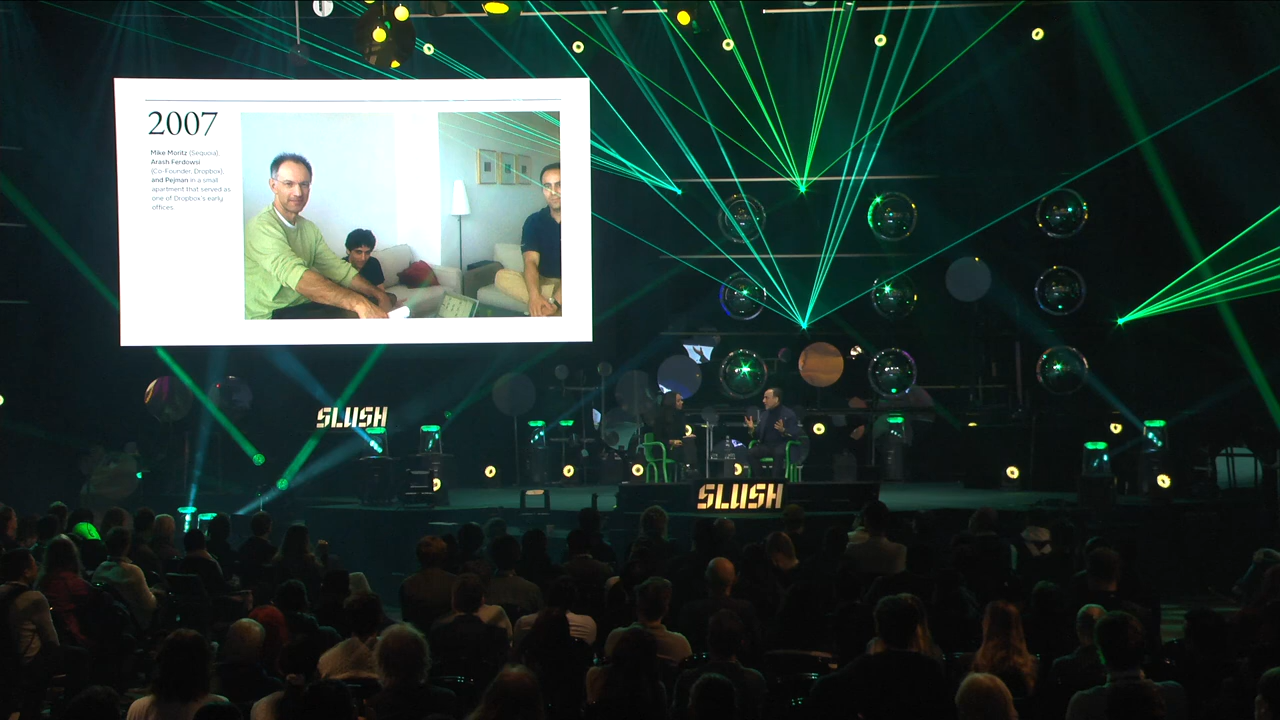 2007
Mike Moritz (Sequoia),
Arash Ferdowsi
(Co-Founder, Dropbox),
and Pejman in a small
apartment that served as
one of Dropbox's early
offices.
SLUSH
SLUSH